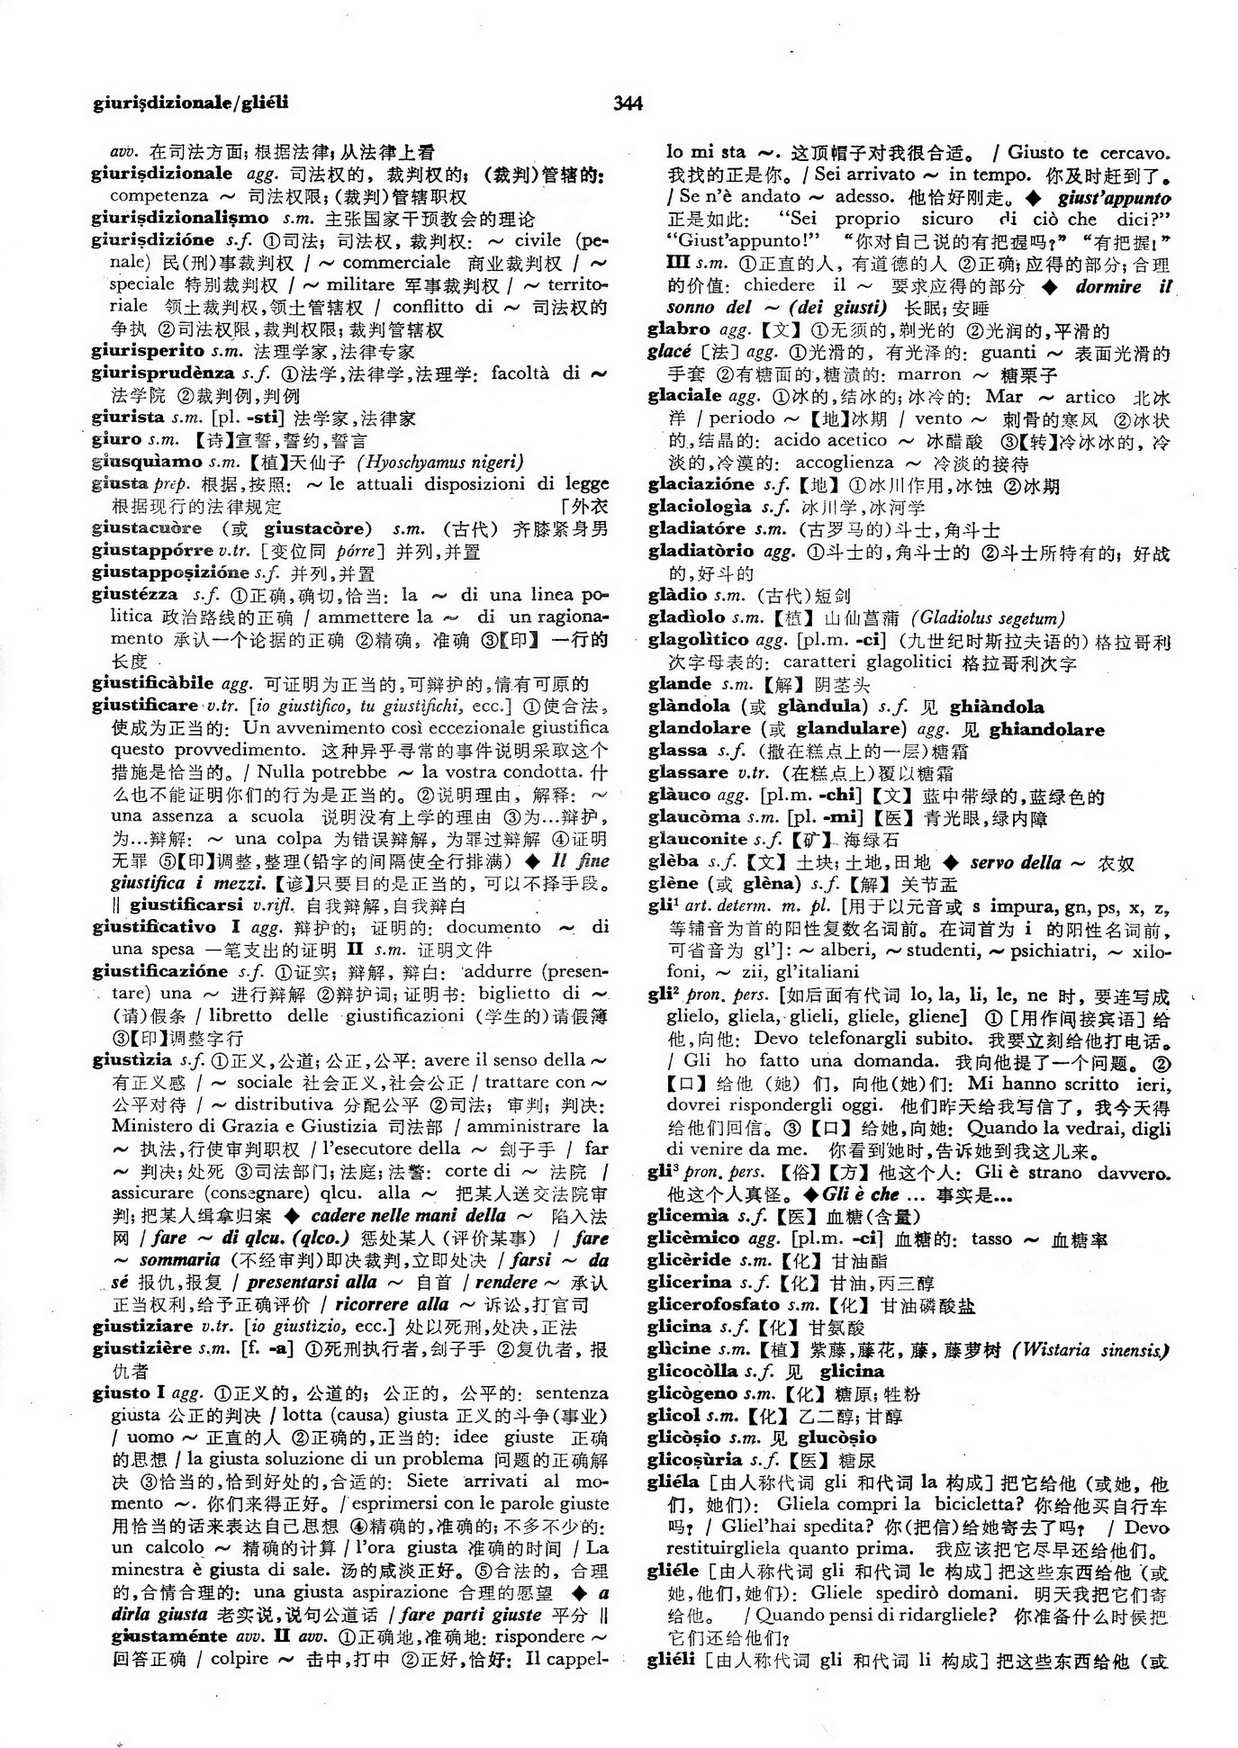 giurişdizionale/gliéli
344
avv. 在司法方面; 根据法律; 从法律上看
giurişdizionale agg. 司法权的, 裁判权的; (裁判)管辖的:
competenza ～ 司法权限; (裁判)管辖职权
giurişdizionalişmo s.m. 主张国家干预教会的理论
giurişdizióne s.f. ①司法; 司法权, 裁判权: ～ civile (pe-
nale) 民(刑)事裁判权 / ～ commerciale 商业裁判权 / ～
speciale 特别裁判权 / ～ militare 军事裁判权 / ～ territo-
riale 领土裁判权,领土管辖权 / conflitto di ～ 司法权的
争执 ②司法权限,裁判权限; 裁判管辖权
giurisperito s.m. 法理学家,法律专家
giurisprudènza s.f. ①法学,法律学,法理学: facoltà di ～
法学院 ②裁判例,判例
giurista s.m. [pl. -sti] 法学家,法律家
giuro s.m. 【诗】宣誓,誓约,誓言
giusquìamo s.m. 【植】天仙子 (Hyoschyamus nigeri)
giusta prep. 根据,按照: ～ le attuali disposizioni di legge
根据现行的法律规定 「外衣
giustacuòre (或 giustacòre) s.m. (古代) 齐膝紧身男
giustappórre v.tr. [变位同 pórre] 并列,并置
giustappoşizióne s.f. 并列,并置
giustézza s.f. ①正确,确切,恰当: la ～ di una linea po-
litica 政治路线的正确 / ammettere la ～ di un ragiona-
mento 承认一个论据的正确 ②精确, 准确 ③【印】 一行的
长度
giustificàbile agg. 可证明为正当的,可辩护的,情有可原的
giustificare v.tr. [io giustifico, tu giustifichi, ecc.] ①使合法,
使成为正当的: Un avvenimento così eccezionale giustifica
questo provvedimento. 这种异乎寻常的事件说明采取这个
措施是恰当的。/ Nulla potrebbe ～ la vostra condotta. 什
么也不能证明你们的行为是正当的。②说明理由, 解释: ～
una assenza a scuola 说明没有上学的理由 ③为…辩护,
为…辩解: ～ una colpa 为错误辩解, 为罪过辩解 ④证明
无罪 ⑤【印】调整,整理(铅字的间隔使全行排满) ◆ Il fine
giustifica i mezzi. 【谚】只要目的是正当的, 可以不择手段。
‖ giustificarsi v.rifl. 自我辩解,自我辩白
giustificativo I agg. 辩护的; 证明的: documento ～ di
una spesa 一笔支出的证明 II s.m. 证明文件
giustificazióne s.f. ①证实; 辩解, 辩白: addurre (presen-
tare) una ～ 进行辩解 ②辩护词; 证明书: biglietto di ～
(请)假条 / libretto delle giustificazioni (学生的)请假簿
③【印】调整字行
giustìzia s.f. ①正义,公道; 公正,公平: avere il senso della ～
有正义感 / ～ sociale 社会正义,社会公正 / trattare con ～
公平对待 / ～ distributiva 分配公平 ②司法; 审判; 判决:
Ministero di Grazia e Giustizia 司法部 / amministrare la
～ 执法,行使审判职权 / l'esecutore della ～ 刽子手 / far
～ 判决; 处死 ③司法部门; 法庭; 法警: corte di ～ 法院 /
assicurare (consegnare) qlcu. alla ～ 把某人送交法院审
判; 把某人缉拿归案 ◆ cadere nelle mani della ～ 陷入法
网 / fare ～ di qlcu. (qlco.) 惩处某人 (评价某事) / fare
～ sommaria (不经审判)即决裁判,立即处决 / farsi ～ da
sé 报仇,报复 / presentarsi alla ～ 自首 / rendere ～ 承认
正当权利,给予正确评价 / ricorrere alla ～ 诉讼,打官司
giustiziare v.tr. [io giustizio, ecc.] 处以死刑,处决,正法
giustizière s.m. [f. -a] ①死刑执行者,刽子手 ②复仇者, 报
仇者
giusto I agg. ①正义的, 公道的; 公正的, 公平的: sentenza
giusta 公正的判决 / lotta (causa) giusta 正义的斗争(事业)
/ uomo ～ 正直的人 ②正确的,正当的: idee giuste 正确
的思想 / la giusta soluzione di un problema 问题的正确解
决 ③恰当的,恰到好处的,合适的: Siete arrivati al mo-
mento ～. 你们来得正好。/ esprimersi con le parole giuste
用恰当的话来表达自己思想 ④精确的,准确的; 不多不少的:
un calcolo ～ 精确的计算 / l'ora giusta 准确的时间 / La
minestra è giusta di sale. 汤的咸淡正好。⑤合法的, 合理
的,合情合理的: una giusta aspirazione 合理的愿望 ◆ a
dirla giusta 老实说,说句公道话 / fare parti giuste 平分 ‖
giustaménte avv. II avv. ①正确地,准确地: rispondere ～
回答正确 / colpire ～ 击中,打中 ②正好,恰好: Il cappel-
lo mi sta ～. 这顶帽子对我很合适。 / Giusto te cercavo.
我找的正是你。/ Sei arrivato ～ in tempo. 你及时赶到了。
/ Se n'è andato ～ adesso. 他恰好刚走。◆ giust'appunto
正是如此: “Sei proprio sicuro di ciò che dici?”
“Giust'appunto!” “你对自己说的有把握吗?” “有把握!”
III s.m. ①正直的人, 有道德的人 ②正确; 应得的部分; 合理
的价值: chiedere il ～ 要求应得的部分 ◆ dormire il
sonno del ～ (dei giusti) 长眠; 安睡
glabro agg. 【文】 ①无须的,剃光的 ②光润的,平滑的
glacé [法] agg. ①光滑的, 有光泽的: guanti ～ 表面光滑的
手套 ②有糖面的,糖渍的: marron ～ 糖栗子
glaciale agg. ①冰的,结冰的; 冰冷的: Mar ～ artico 北冰
洋 / periodo ～ 【地】冰期 / vento ～ 刺骨的寒风 ②冰状
的,结晶的: acido acetico ～ 冰醋酸 ③【转】冷冰冰的, 冷
淡的,冷漠的: accoglienza ～ 冷淡的接待
glaciazióne s.f. 【地】 ①冰川作用,冰蚀 ②冰期
glaciologìa s.f. 冰川学,冰河学
gladiatóre s.m. (古罗马的)斗士,角斗士
gladiatòrio agg. ①斗士的,角斗士的 ②斗士所特有的; 好战
的,好斗的
glàdio s.m. (古代)短剑
gladìolo s.m. 【植】 山仙菖蒲 (Gladiolus segetum)
glagolìtico agg. [pl.m. -ci] (九世纪时斯拉夫语的) 格拉哥利
次字母表的: caratteri glagolitici 格拉哥利次字
glande s.m. 【解】 阴茎头
glàndola (或 glàndula) s.f. 见 ghiàndola
glandolare (或 glandulare) agg. 见 ghiandolare
glassa s.f. (撒在糕点上的一层)糖霜
glassare v.tr. (在糕点上)覆以糖霜
glàuco agg. [pl.m. -chi] 【文】 蓝中带绿的,蓝绿色的
glaucòma s.m. [pl. -mi] 【医】 青光眼,绿内障
glauconite s.f. 【矿】 海绿石
glèba s.f. 【文】 土块; 土地,田地 ◆ servo della ～ 农奴
glène (或 glèna) s.f. 【解】 关节盂
gli¹ art. determ. m. pl. [用于以元音或 s impura, gn, ps, x, z,
等辅音为首的阳性复数名词前。在词首为 i 的阳性名词前,
可省音为 gl']: ～ alberi, ～ studenti, ～ psichiatri, ～ xilo-
foni, ～ zii, gl'italiani
gli² pron. pers. [如后面有代词 lo, la, li, le, ne 时, 要连写成
glielo, gliela, glieli, gliele, gliene] ① [用作间接宾语] 给
他,向他: Devo telefonargli subito. 我要立刻给他打电话。
/ Gli ho fatto una domanda. 我向他提了一个问题。②
【口】 给他 (她) 们, 向他(她)们: Mi hanno scritto ieri,
dovrei rispondergli oggi. 他们昨天给我写信了, 我今天得
给他们回信。③【口】 给她,向她: Quando la vedrai, digli
di venire da me. 你看到她时,告诉她到我这儿来。
gli³ pron. pers. 【俗】【方】 他这个人: Gli è strano davvero.
他这个人真怪。◆ Gli è che … 事实是…
glicemìa s.f. 【医】 血糖(含量)
glicèmico agg. [pl.m. -ci] 血糖的: tasso ～ 血糖率
glicèride s.m. 【化】 甘油酯
glicerina s.f. 【化】 甘油,丙三醇
glicerofosfato s.m. 【化】 甘油磷酸盐
glicina s.f. 【化】 甘氨酸
glìcine s.m. 【植】 紫藤,藤花, 藤, 藤萝树 (Wistaria sinensis)
glicocòlla s.f. 见 glicina
glicògeno s.m. 【化】 糖原; 牲粉
glicol s.m. 【化】 乙二醇; 甘醇
glicòşio s.m. 见 glucòşio
glicoşùria s.f. 【医】 糖尿
gliéla [由人称代词 gli 和代词 la 构成] 把它给他 (或她, 他
们, 她们): Gliela compri la bicicletta? 你给他买自行车
吗? / Gliel'hai spedita? 你(把信)给她寄去了吗? / Devo
restituirgliela quanto prima. 我应该把它尽早还给他们。
gliéle [由人称代词 gli 和代词 le 构成] 把这些东西给他 (或
她,他们,她们): Gliele spedirò domani. 明天我把它们寄
给他。 / Quando pensi di ridargliele? 你准备什么时候把
它们还给他们?
gliéli [由人称代词 gli 和代词 li 构成] 把这些东西给他 (或